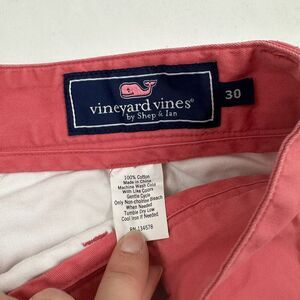 vineyard vines®
by Shep & Ian
30
100% Cotton
Made in China
Machine Wash Cold
With Like Colors
Gentle Cycle
Only Non-chlorine Bleach
When Needed
Tumble Dry Low
Cool Iron if Needed
RN 134578